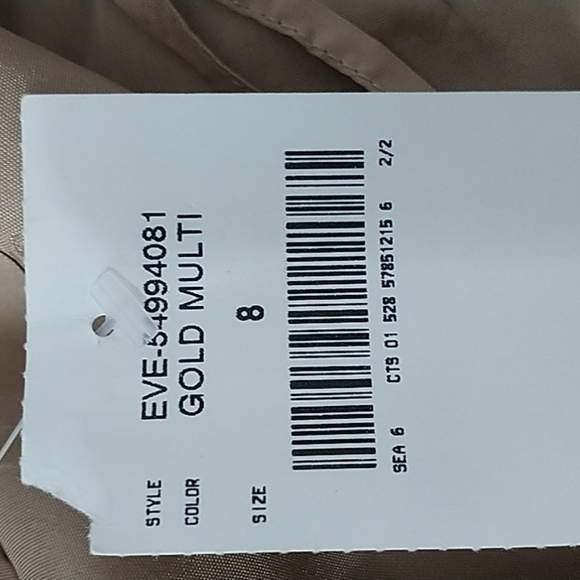 STYLE EVE-54994081
COLOR GOLD MULTI
SIZE 8
SEA 6 CTS 01 528 57851215 6 2/2